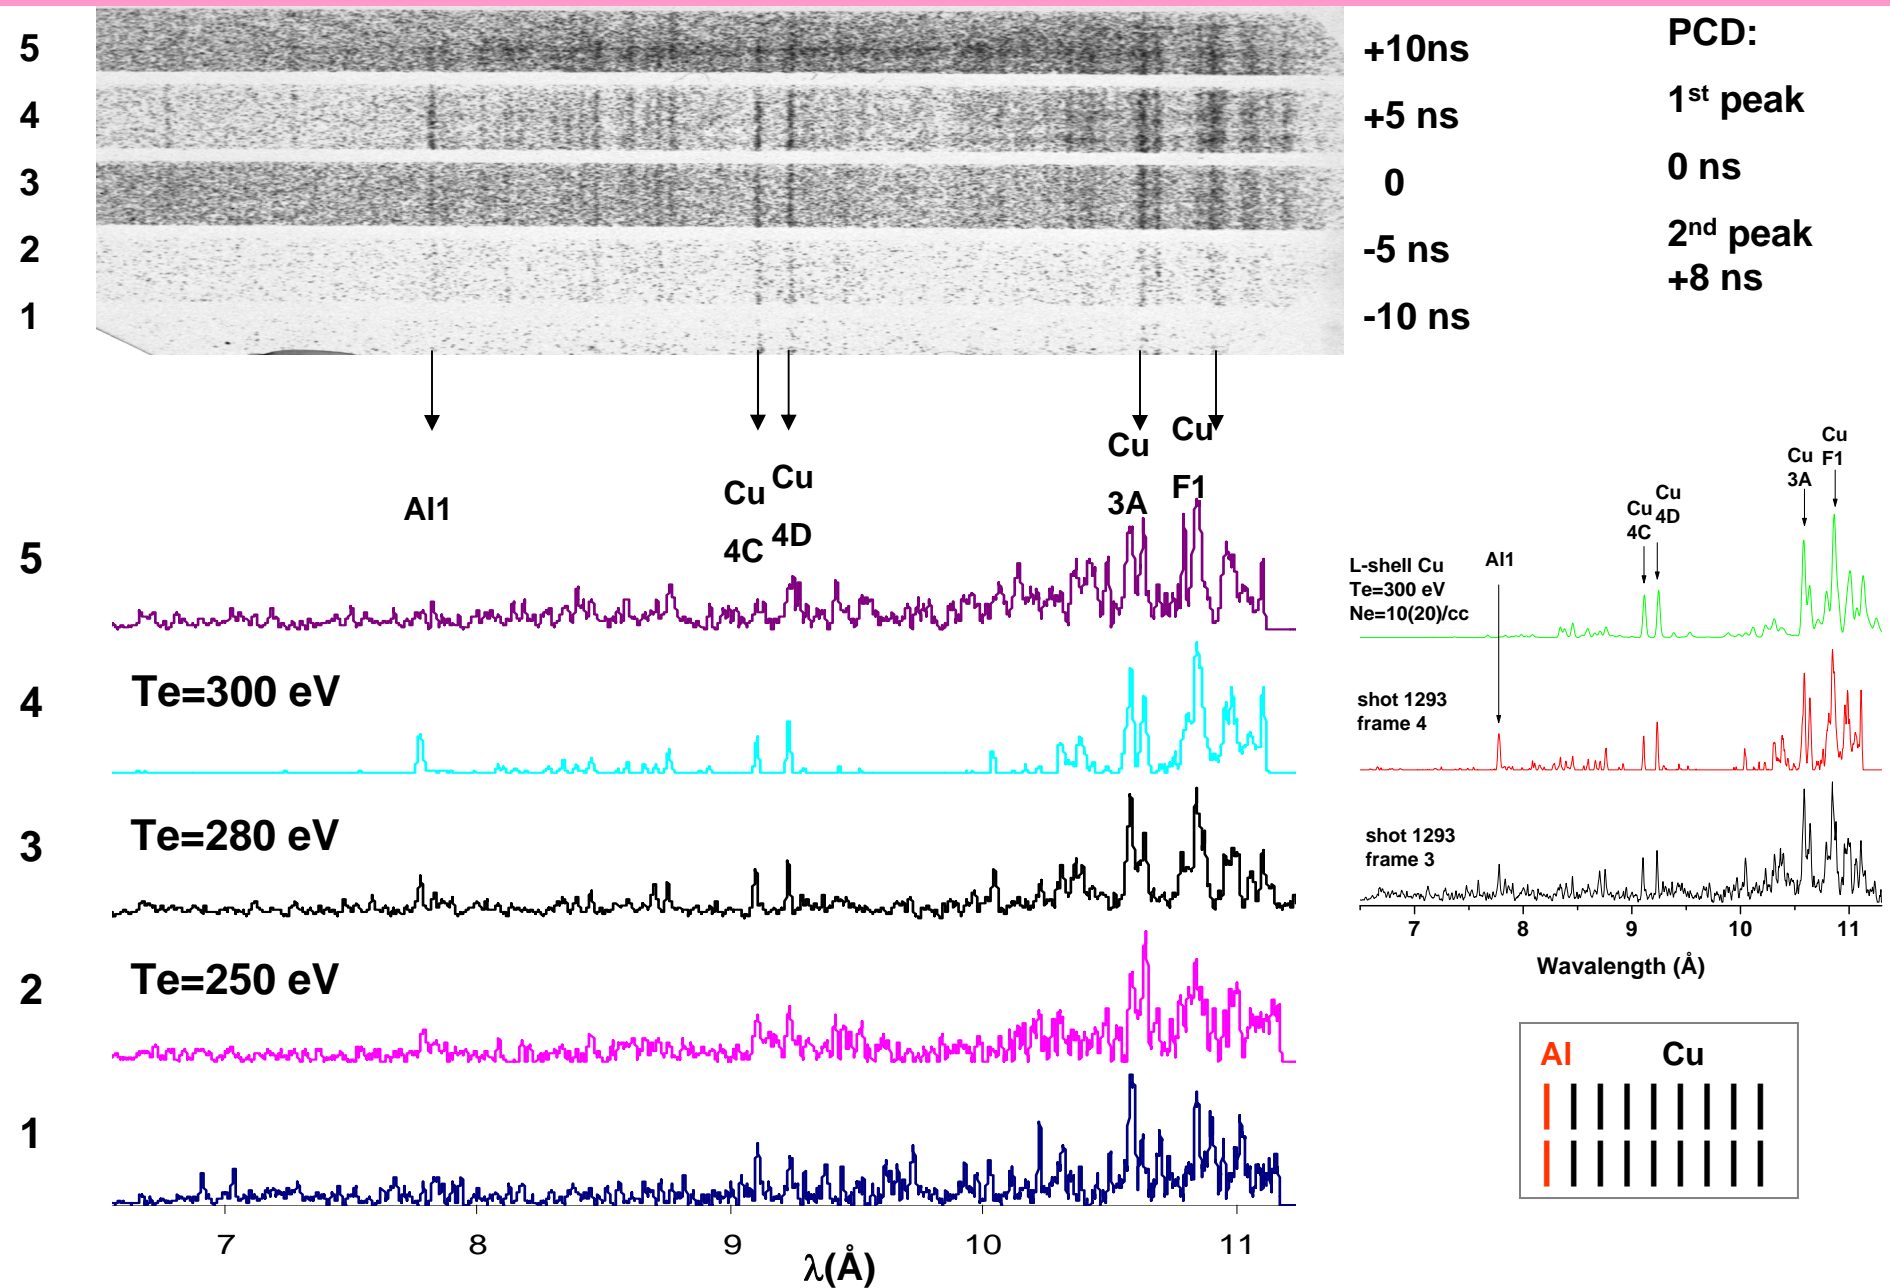 5
4
3
2
1
+10ns
+5 ns
0
-5 ns
-10 ns
PCD:
1st peak
0 ns
2nd peak
+8 ns
Al1
Cu
4C
Cu
4D
Cu
3A
Cu
F1
5
4
Te=300 eV
3
Te=280 eV
2
Te=250 eV
1
7 8 9 10 11
λ(Å)
L-shell Cu
Te=300 eV
Ne=10(20)/cc
Al1
Cu
4C
Cu
4D
Cu
3A
Cu
F1
shot 1293
frame 4
shot 1293
frame 3
7 8 9 10 11
Wavalength (Å)
Al Cu